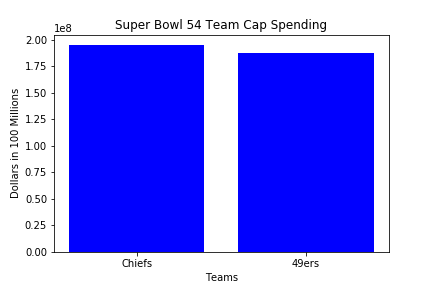 Super Bowl 54 Team Cap Spending
1e8
2.00
1.75
1.50
1.25
1.00
0.75
0.50
0.25
0.00
Dollars in 100 Millions
Chiefs
49ers
Teams